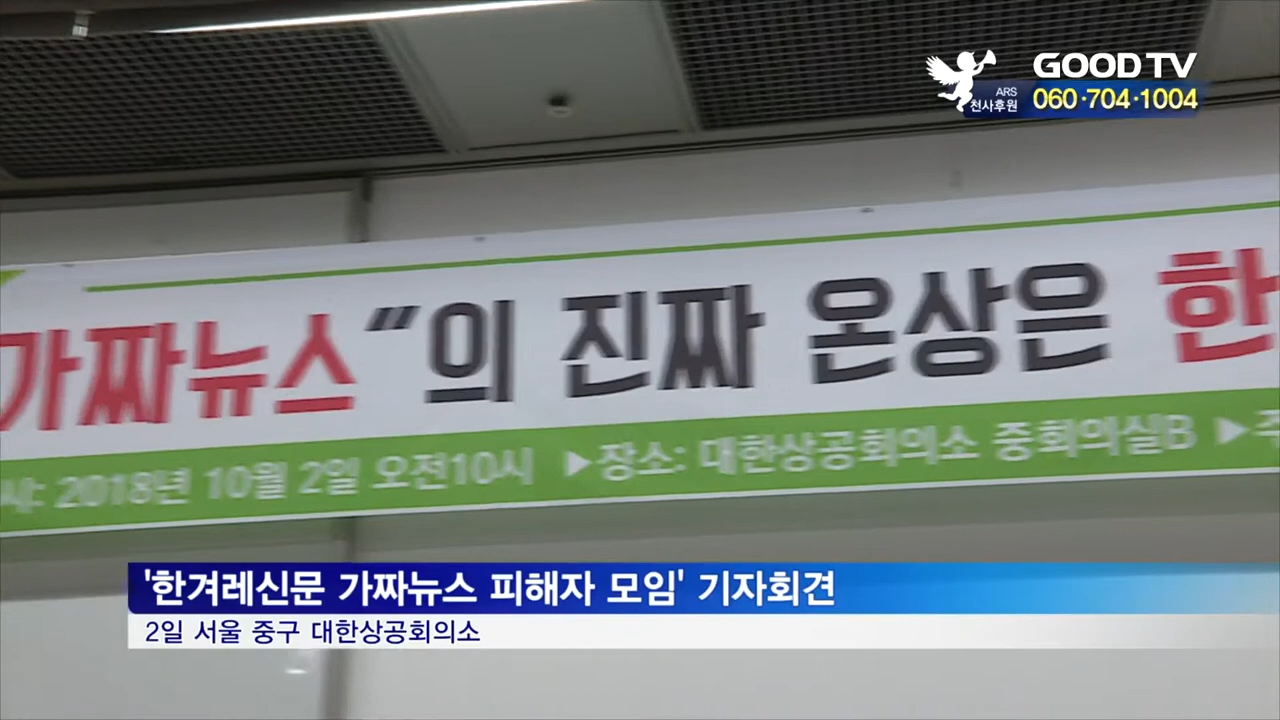 GOOD TV
ARS
천사후원
060·704·1004
가짜뉴스”의 진짜 온상은 한
시: 2018년 10월 2일 오전10시 ▶장소: 대한상공회의소 중회의실B ▶주
'한겨레신문 가짜뉴스 피해자 모임' 기자회견
2일 서울 중구 대한상공회의소